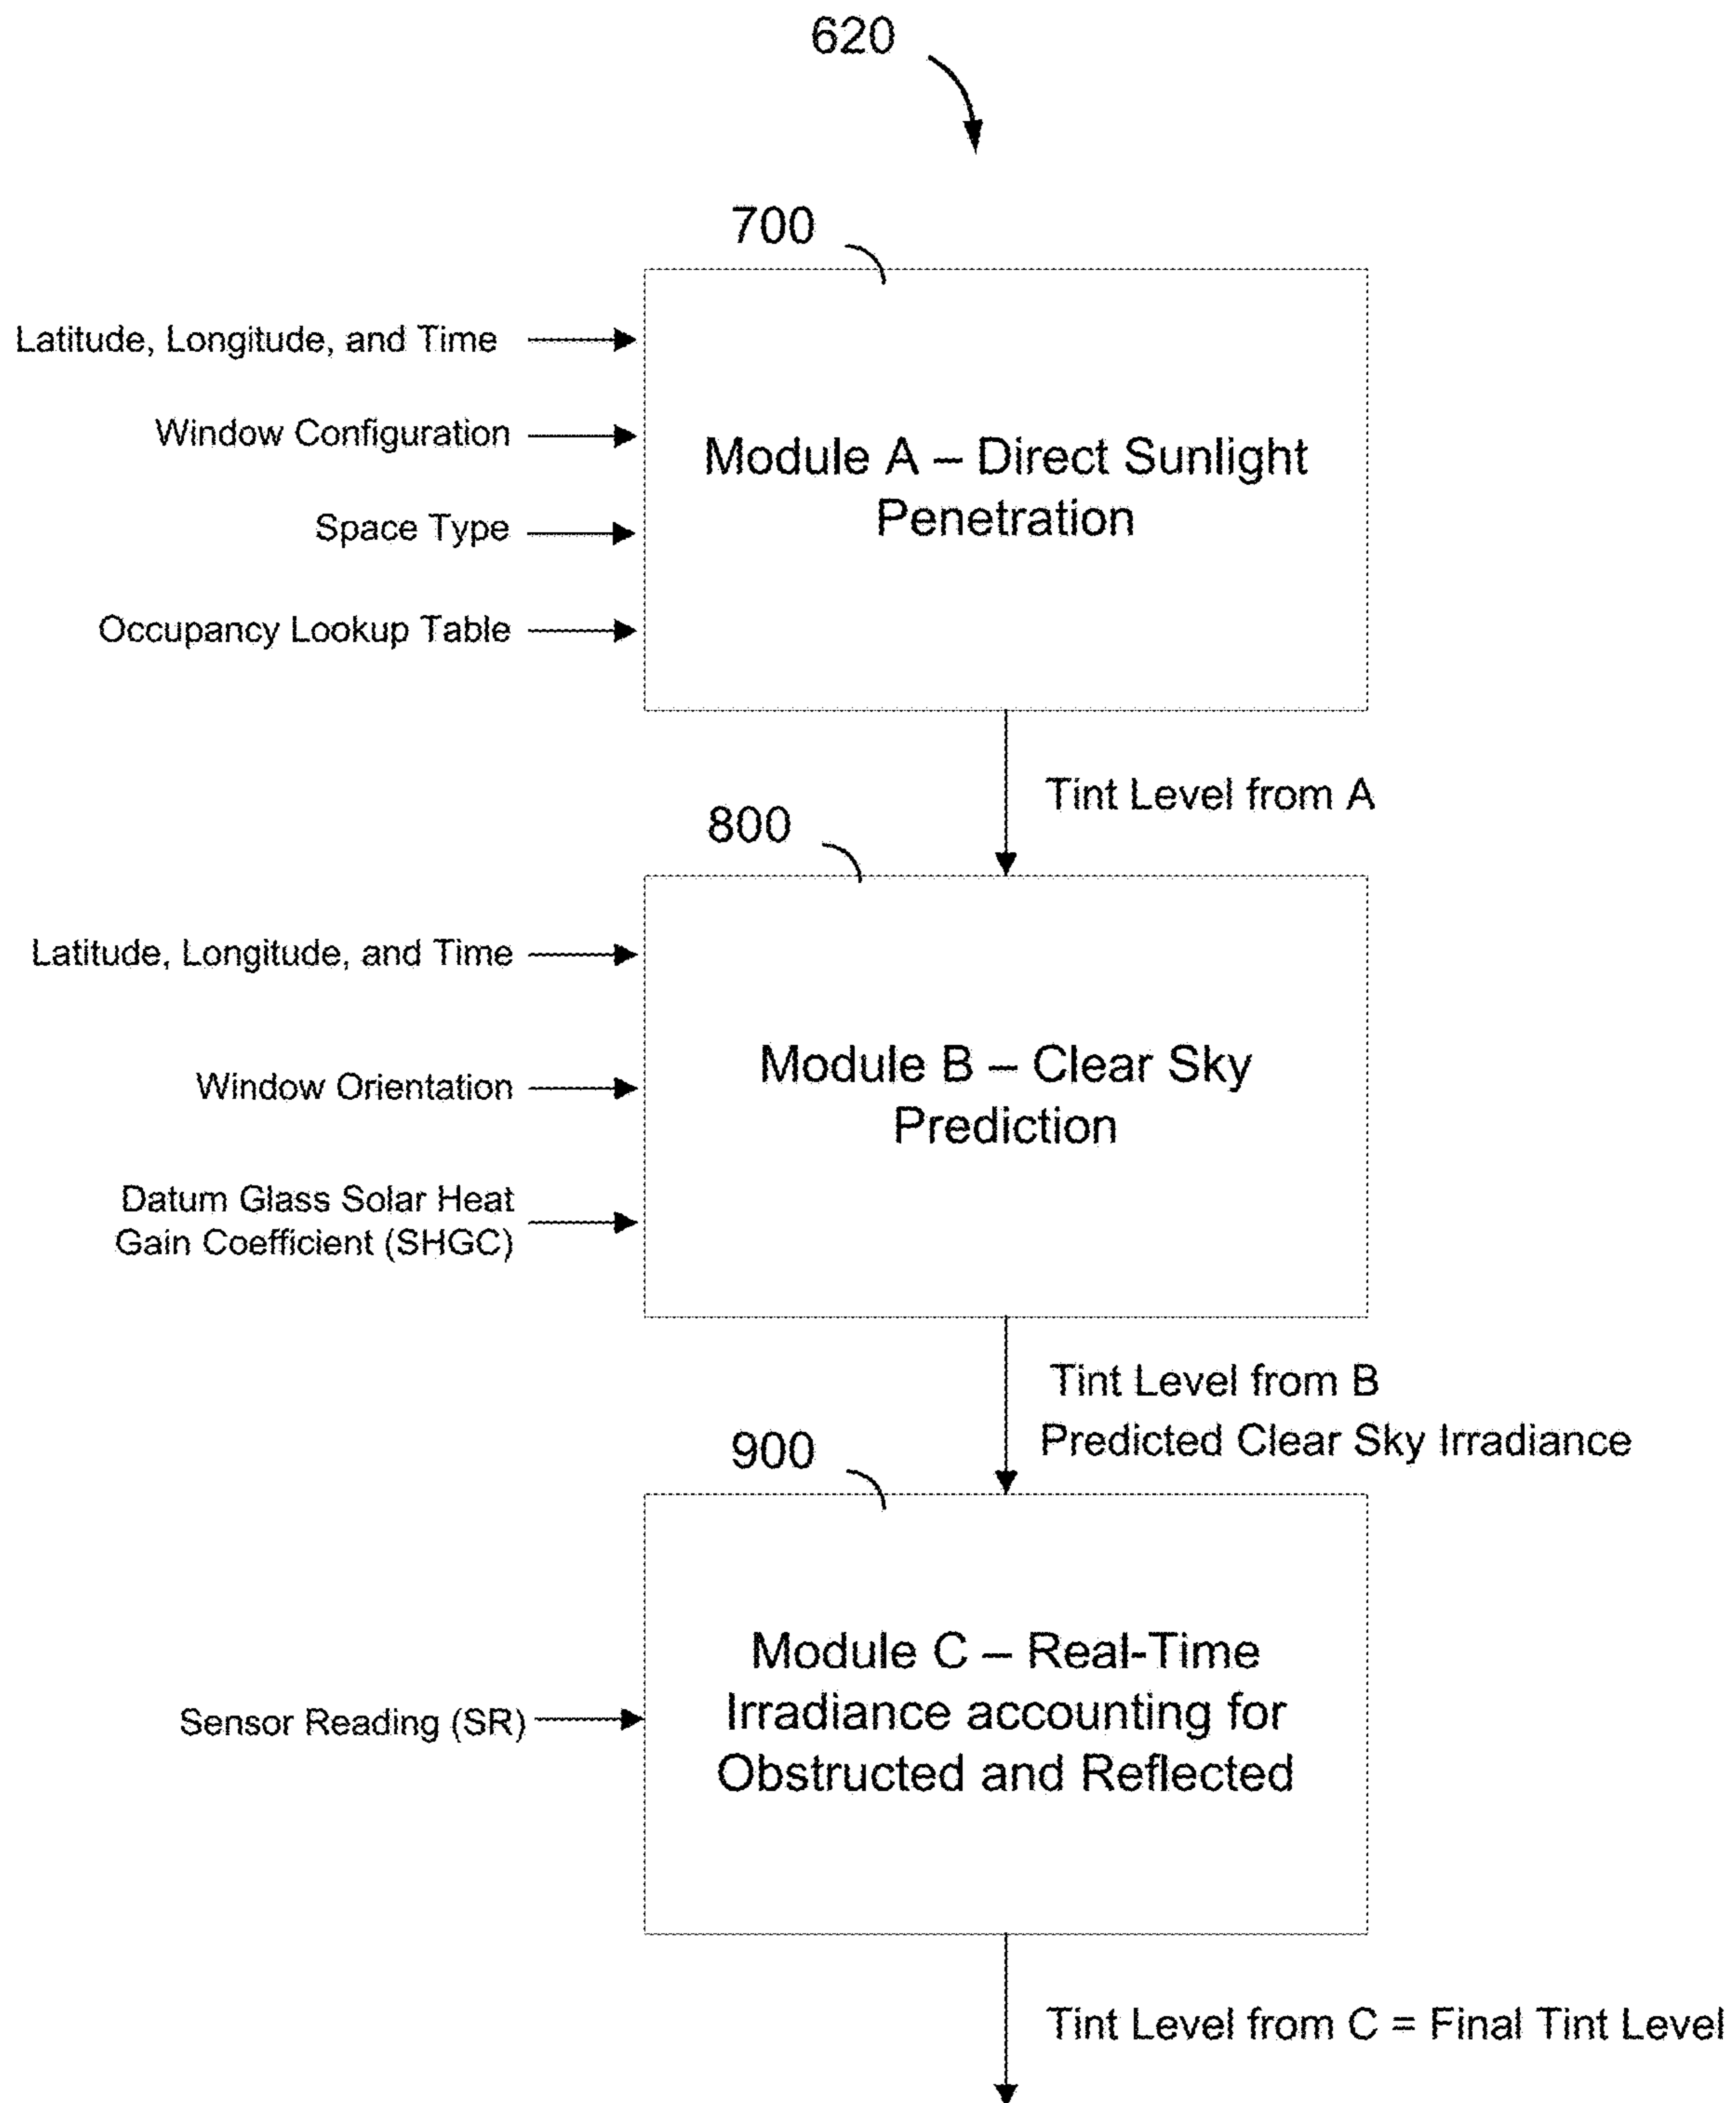 620
700
Latitude, Longitude, and Time
Window Configuration
Space Type
Occupancy Lookup Table
Module A – Direct Sunlight
Penetration
Tint Level from A
800
Latitude, Longitude, and Time
Window Orientation
Datum Glass Solar Heat
Gain Coefficient (SHGC)
Module B – Clear Sky
Prediction
Tint Level from B
Predicted Clear Sky Irradiance
900
Sensor Reading (SR)
Module C – Real-Time
Irradiance accounting for
Obstructed and Reflected
Tint Level from C = Final Tint Level